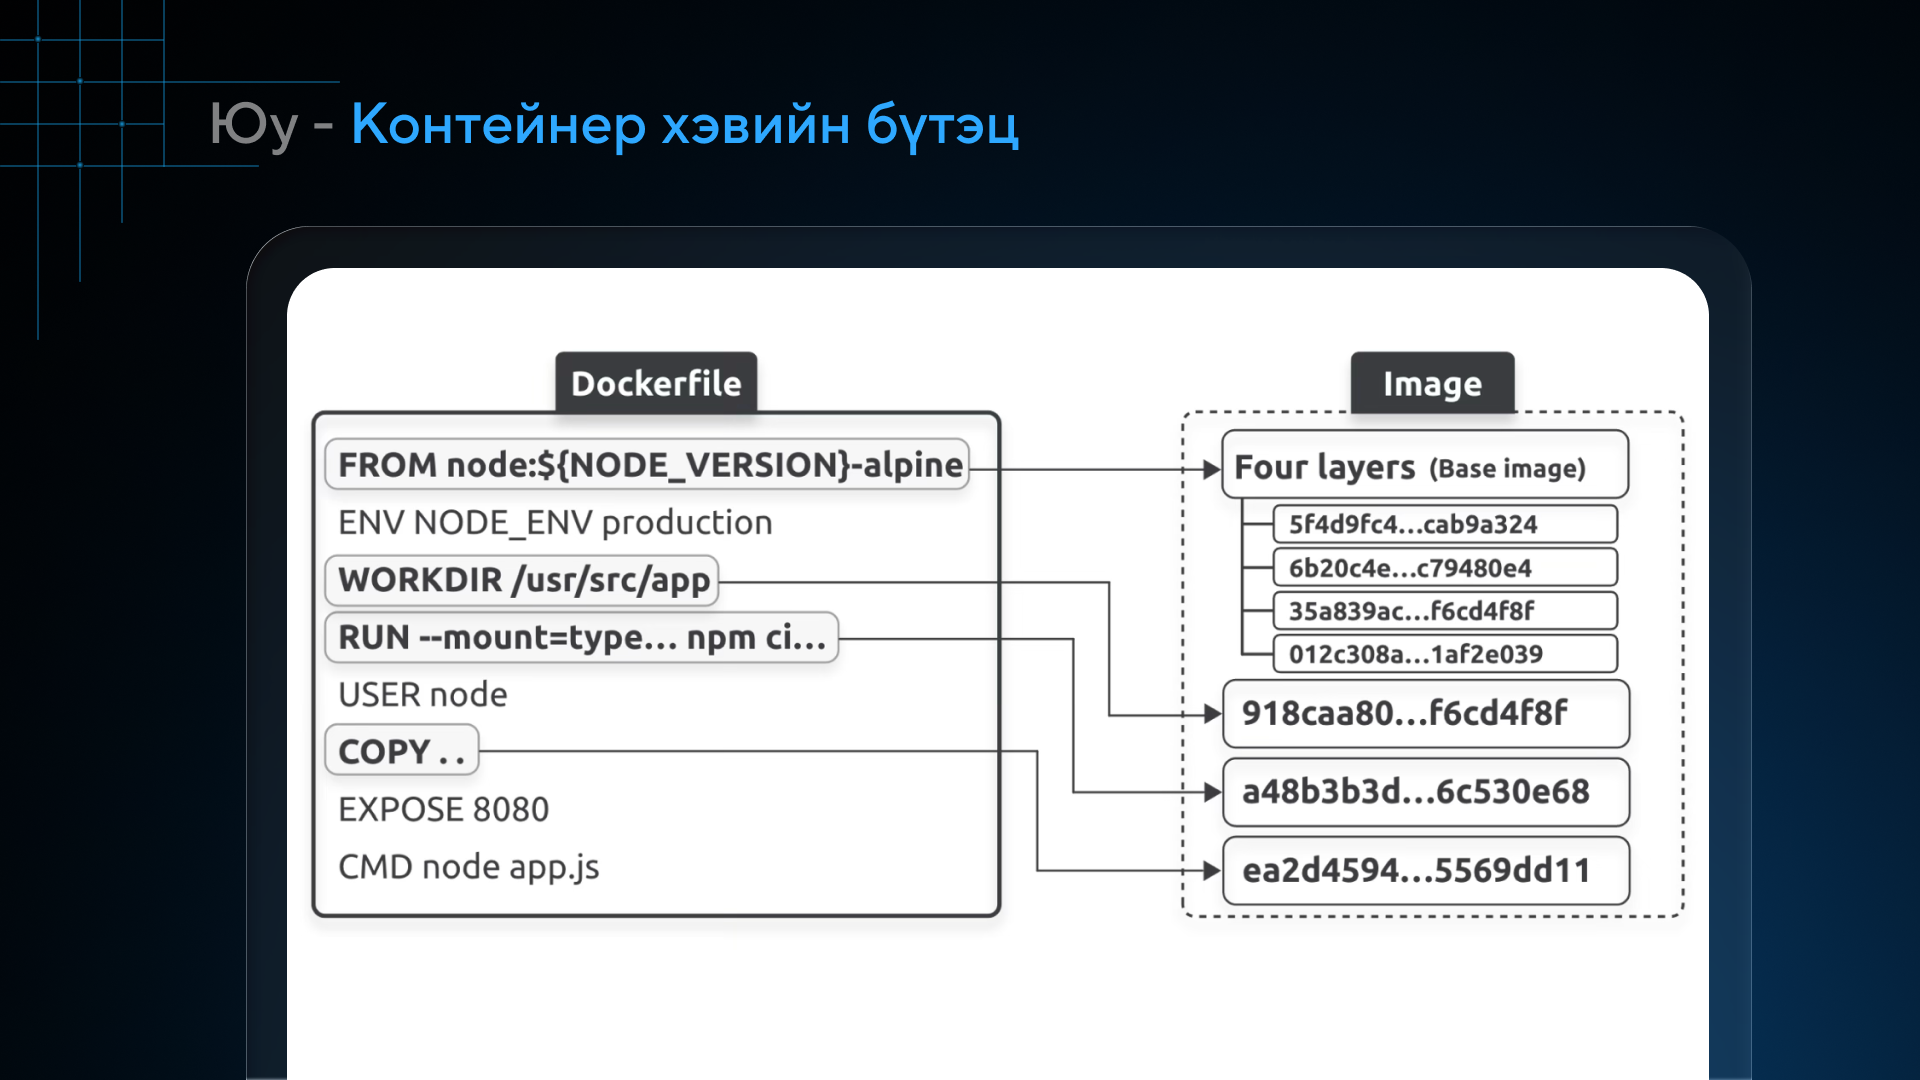 Юу - Контейнер хэвийн бүтэц
Dockerfile
FROM node:${NODE_VERSION}-alpine
ENV NODE_ENV production
WORKDIR /usr/src/app
RUN --mount=type... npm ci...
USER node
COPY . .
EXPOSE 8080
CMD node app.js
Image
Four layers (Base image)
5f4d9fc4...cab9a324
6b20c4e...c79480e4
35a839ac...f6cd4f8f
012c308a...1af2e039
918caa80...f6cd4f8f
a48b3b3d...6c530e68
ea2d4594...5569dd11